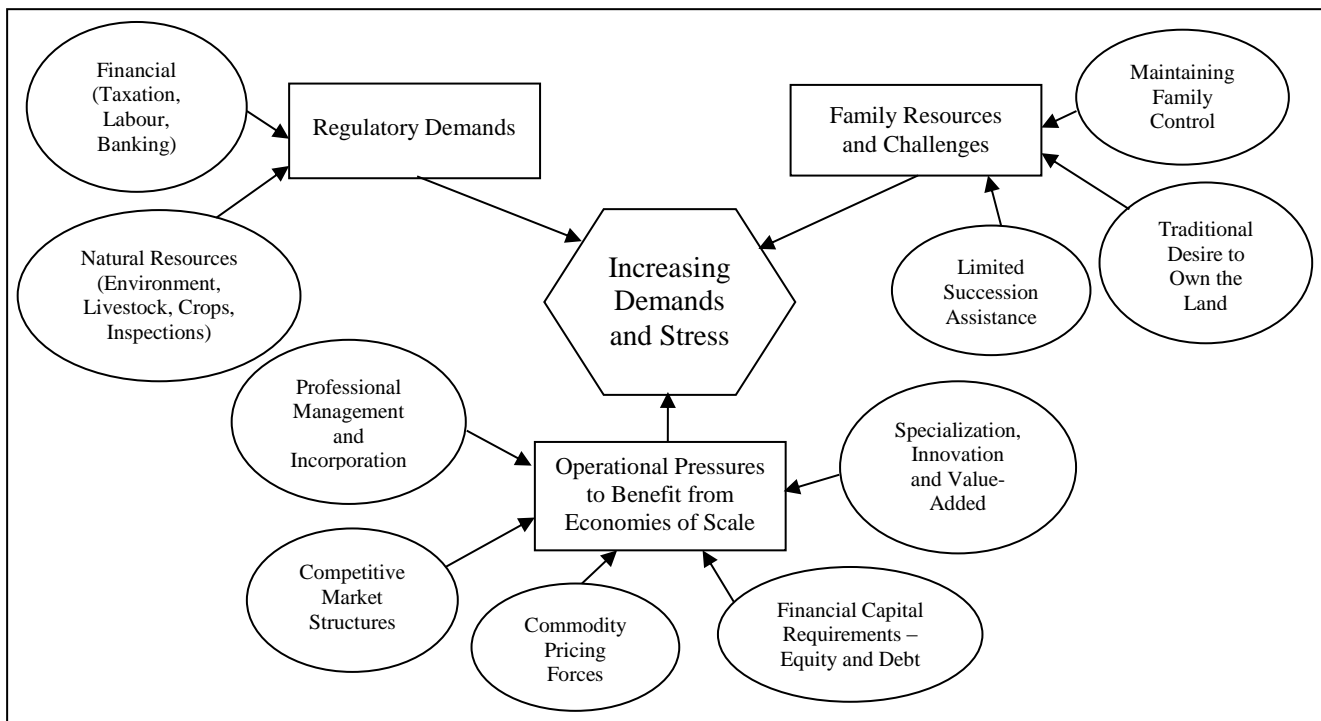 Financial
(Taxation,
Labour,
Banking)
Regulatory Demands
Family Resources
and Challenges
Maintaining
Family
Control
Natural Resources
(Environment,
Livestock, Crops,
Inspections)
Increasing
Demands
and Stress
Limited
Succession
Assistance
Traditional
Desire to
Own the
Land
Professional
Management
and
Incorporation
Operational Pressures
to Benefit from
Economies of Scale
Specialization,
Innovation
and Value-
Added
Competitive
Market
Structures
Commodity
Pricing
Forces
Financial Capital
Requirements –
Equity and Debt